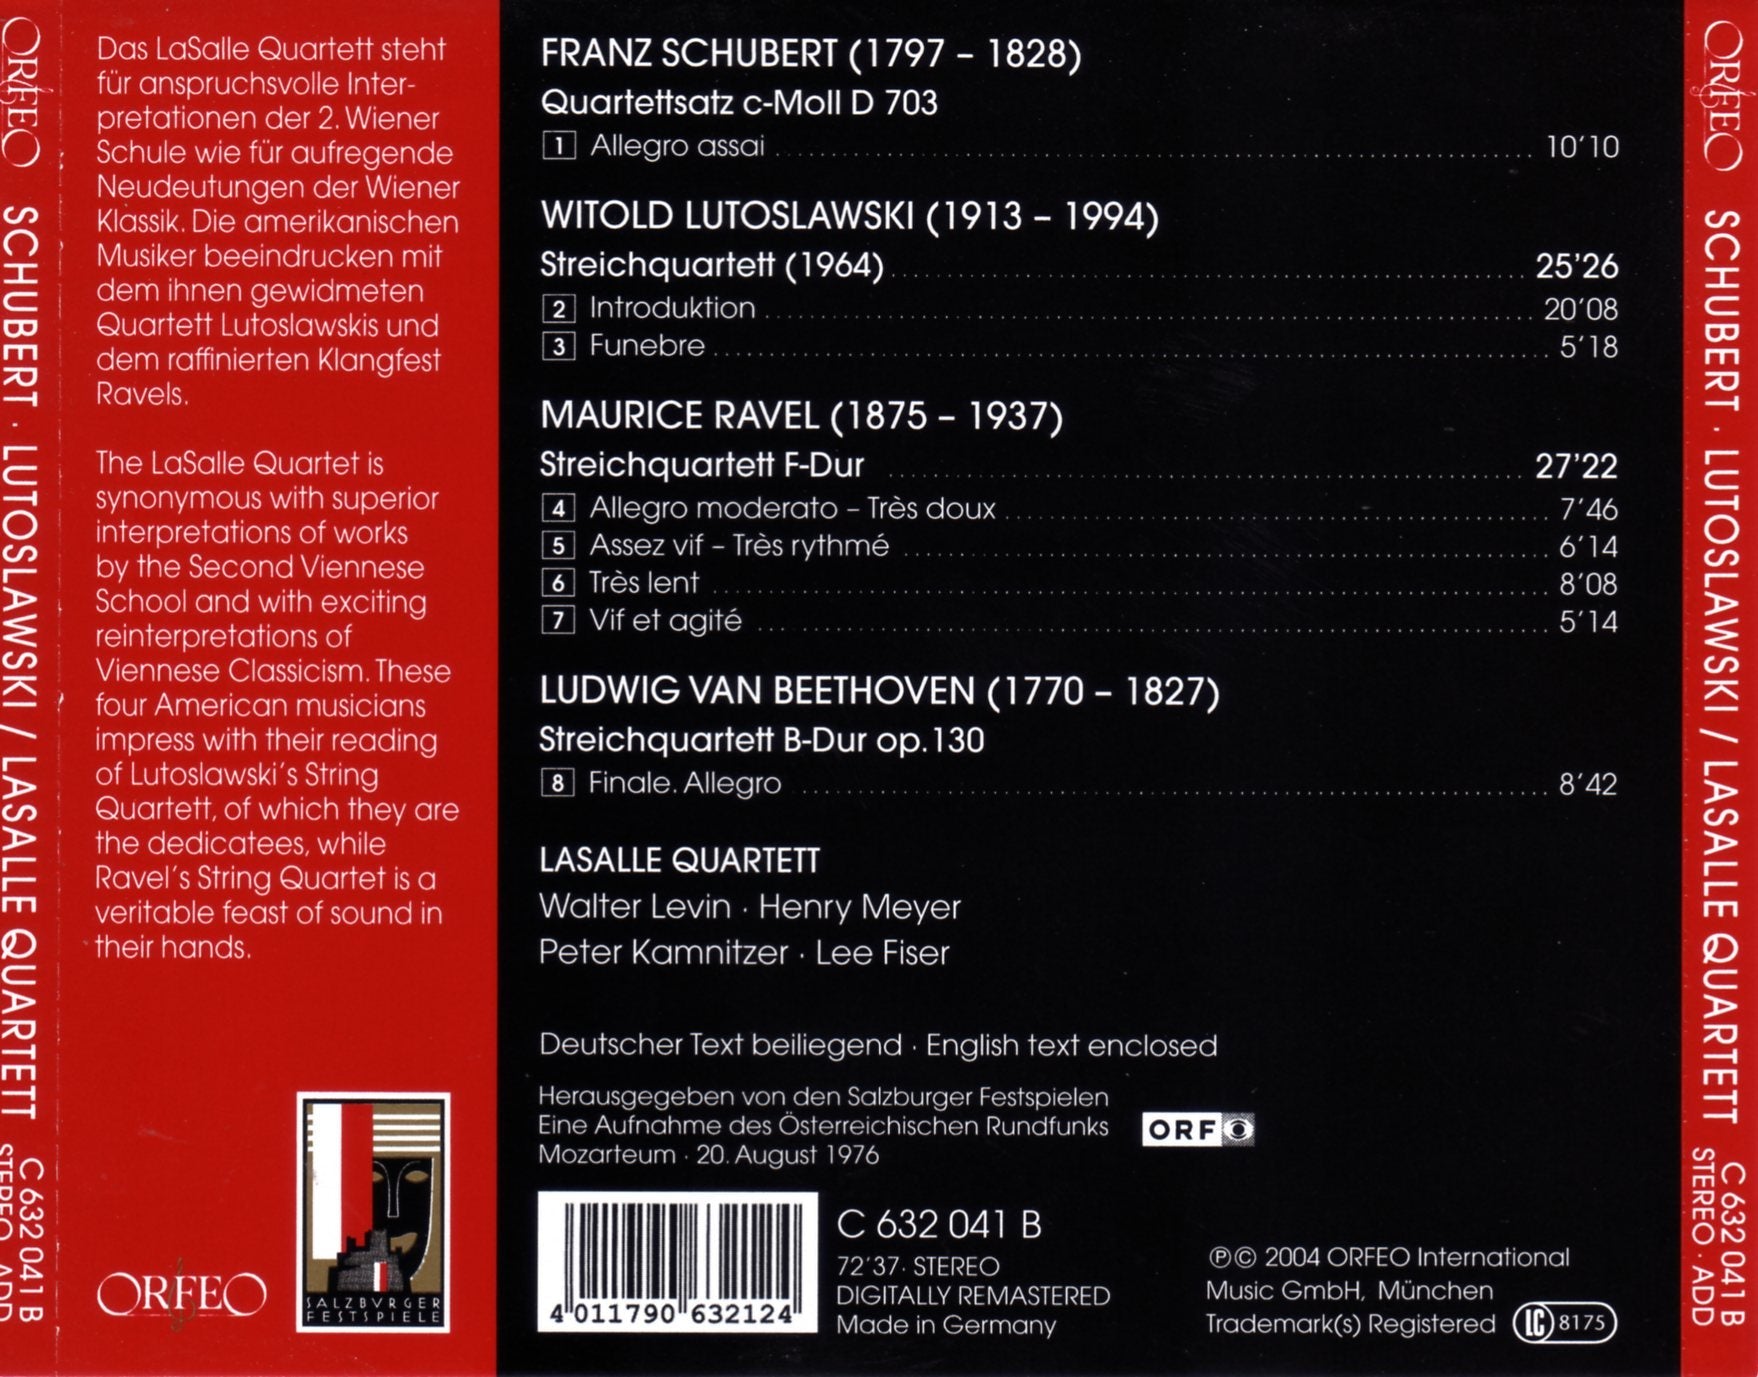 ORFEO
SCHUBERT · LUTOSLAWSKI / LASALLE QUARTETT
C 632 041 B
STEREO · ADD
Das LaSalle Quartett steht
für anspruchsvolle Inter-
pretationen der 2. Wiener
Schule wie für aufregende
Neudeutungen der Wiener
Klassik. Die amerikanischen
Musiker beeindrucken mit
dem ihnen gewidmeten
Quartett Lutoslawskis und
dem raffinierten Klangfest
Ravels.
The LaSalle Quartet is
synonymous with superior
interpretations of works
by the Second Viennese
School and with exciting
reinterpretations of
Viennese Classicism. These
four American musicians
impress with their reading
of Lutoslawski's String
Quartett, of which they are
the dedicatees, while
Ravel's String Quartet is a
veritable feast of sound in
their hands.
ORFEO
SALZBVRGER
FESTSPIELE
FRANZ SCHUBERT (1797 – 1828)
Quartettsatz c-Moll D 703
1 Allegro assai 10'10
WITOLD LUTOSLAWSKI (1913 – 1994)
Streichquartett (1964) 25'26
2 Introduktion 20'08
3 Funebre 5'18
MAURICE RAVEL (1875 – 1937)
Streichquartett F-Dur 27'22
4 Allegro moderato – Très doux 7'46
5 Assez vif – Très rythmé 6'14
6 Très lent 8'08
7 Vif et agité 5'14
LUDWIG VAN BEETHOVEN (1770 – 1827)
Streichquartett B-Dur op.130
8 Finale. Allegro 8'42
LASALLE QUARTETT
Walter Levin · Henry Meyer
Peter Kamnitzer · Lee Fiser
Deutscher Text beiliegend · English text enclosed
Herausgegeben von den Salzburger Festspielen
Eine Aufnahme des Österreichischen Rundfunks
Mozarteum · 20. August 1976
ORF
4 011790 632124
C 632 041 B
72'37· STEREO
DIGITALLY REMASTERED
Made in Germany
℗© 2004 ORFEO International
Music GmbH, München
Trademark(s) Registered
LC 8175
ORFEO
SCHUBERT · LUTOSLAWSKI / LASALLE QUARTETT
C 632 041 B
STEREO · ADD